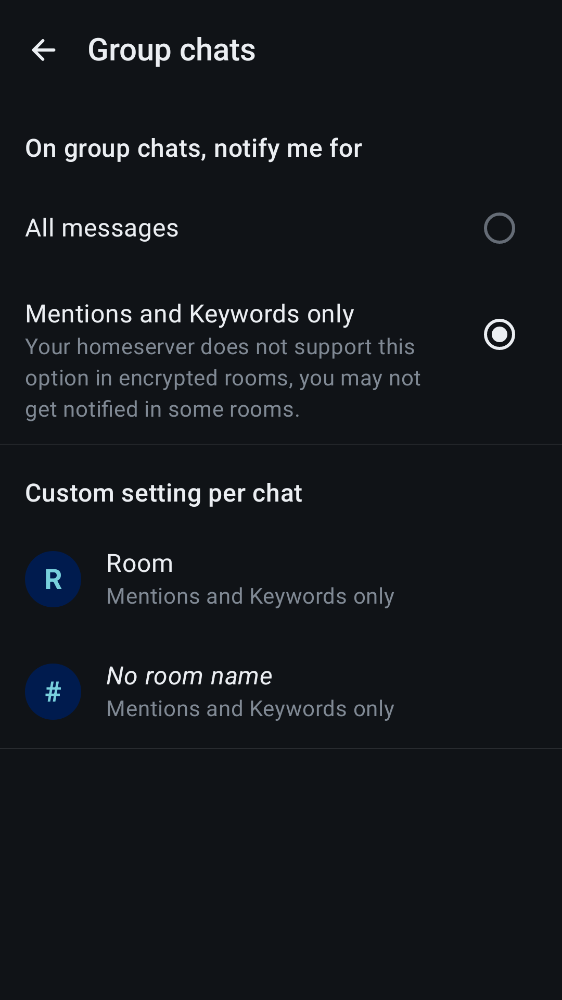 Group chats
On group chats, notify me for
All messages
Mentions and Keywords only
Your homeserver does not support this
option in encrypted rooms, you may not
get notified in some rooms.
Custom setting per chat
R
Room
Mentions and Keywords only
#
No room name
Mentions and Keywords only